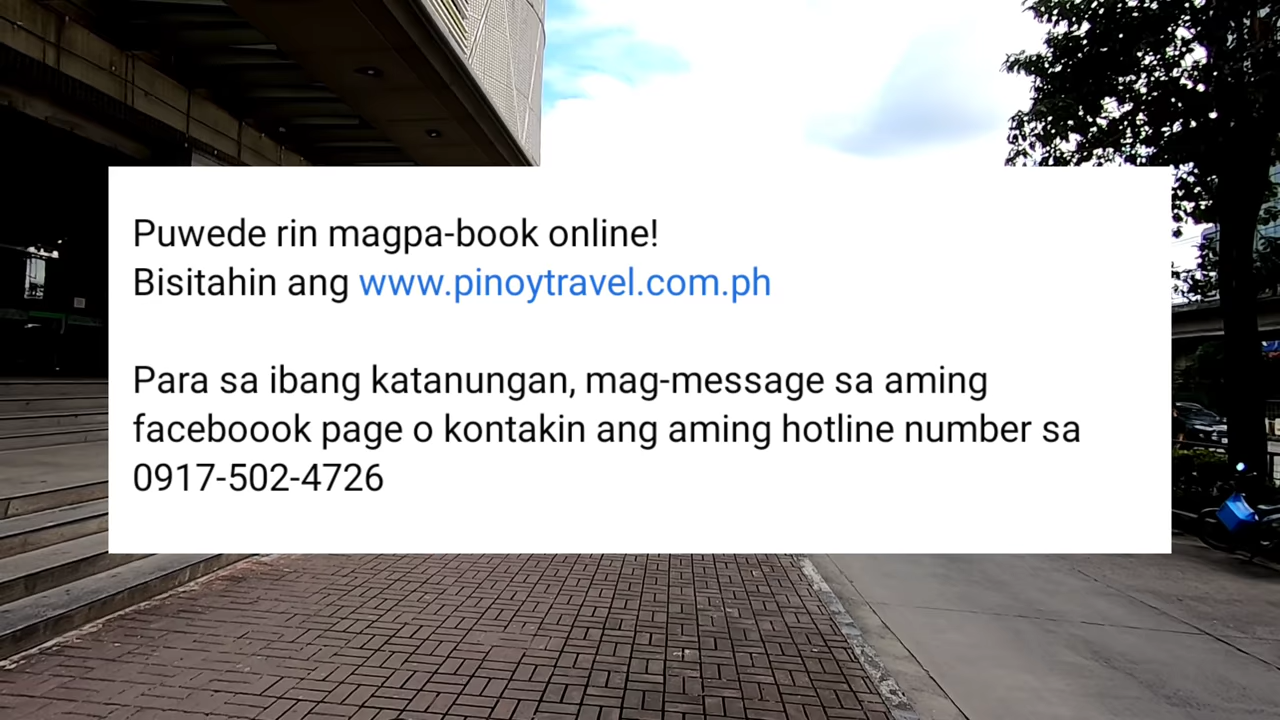 Puwede rin magpa-book online!
Bisitahin ang www.pinoytravel.com.ph
Para sa ibang katanungan, mag-message sa aming
faceboook page o kontakin ang aming hotline number sa
0917-502-4726